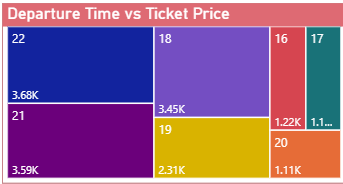 Departure Time vs Ticket Price
22
3.68K
21
3.59K
18
3.45K
19
2.31K
16
1.22K
17
1.1...
20
1.11K